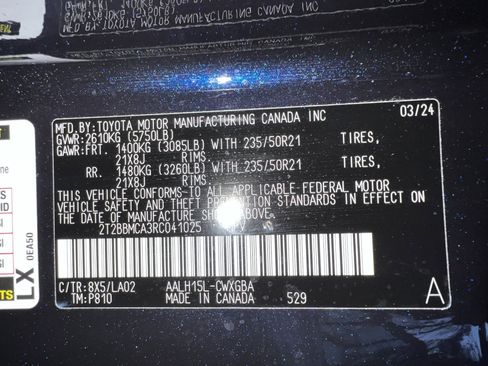 MFD.BY:TOYOTA MOTOR MANUFACTURING CANADA INC
03/24
GVWR:2610KG (5750LB)
GAWR:FRT. 1400KG (3085LB) WITH 235/50R21 TIRES,
21X8J RIMS.
RR. 1480KG (3260LB) WITH 235/50R21 TIRES,
21X8J RIMS.
THIS VEHICLE CONFORMS TO ALL APPLICABLE FEDERAL MOTOR
VEHICLE SAFETY AND THEFT PREVENTION STANDARDS IN EFFECT ON
THE DATE OF MANUFACTURE SHOWN ABOVE.
2T2BBMCA3RC041025
C/TR:8X5/LA02 AALH15L-CWXGBA
TM:P810 MADE IN CANADA 529
A
LX
0EA50